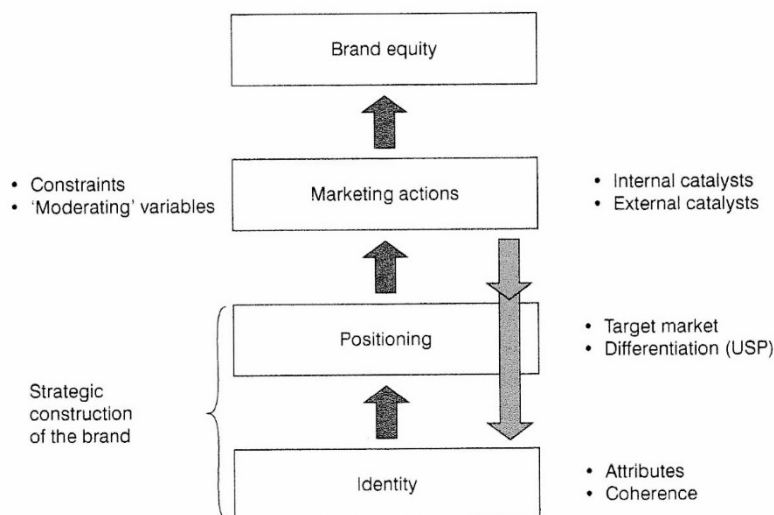 Brand equity
• Constraints
• 'Moderating' variables
Marketing actions
• Internal catalysts
• External catalysts
Positioning
• Target market
• Differentiation (USP)
Strategic
construction
of the brand
Identity
• Attributes
• Coherence